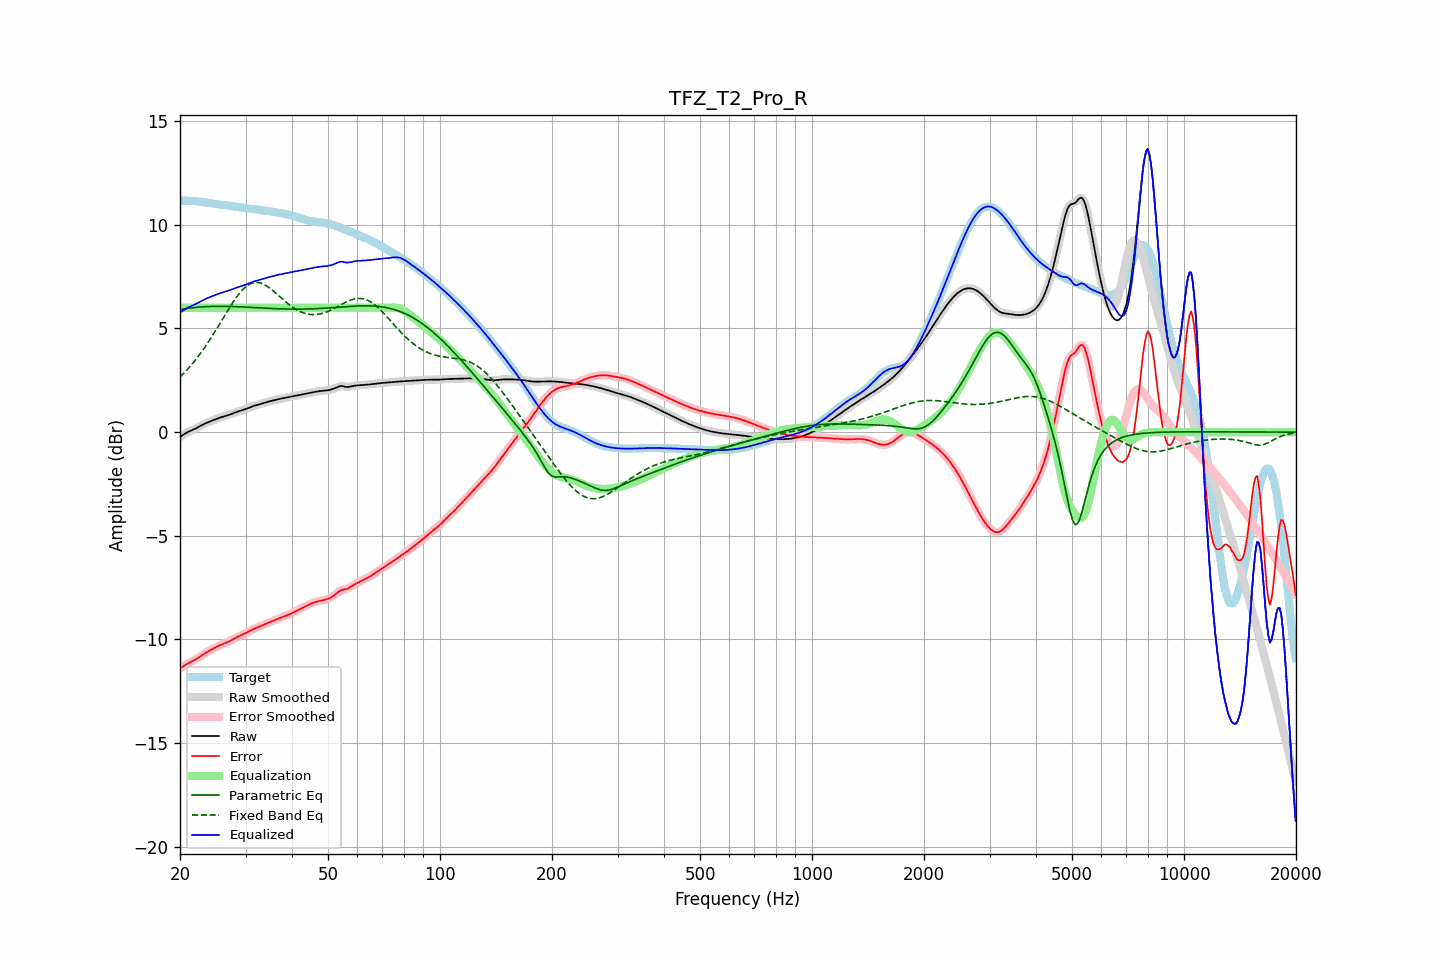 TFZ_T2_Pro_R
Amplitude (dBr)
15
10
5
0
−5
−10
−15
−20
Target
Raw Smoothed
Error Smoothed
Raw
Error
Equalization
Parametric Eq
Fixed Band Eq
Equalized
20 50 100 200 500 1000 2000 5000 10000 20000
Frequency (Hz)